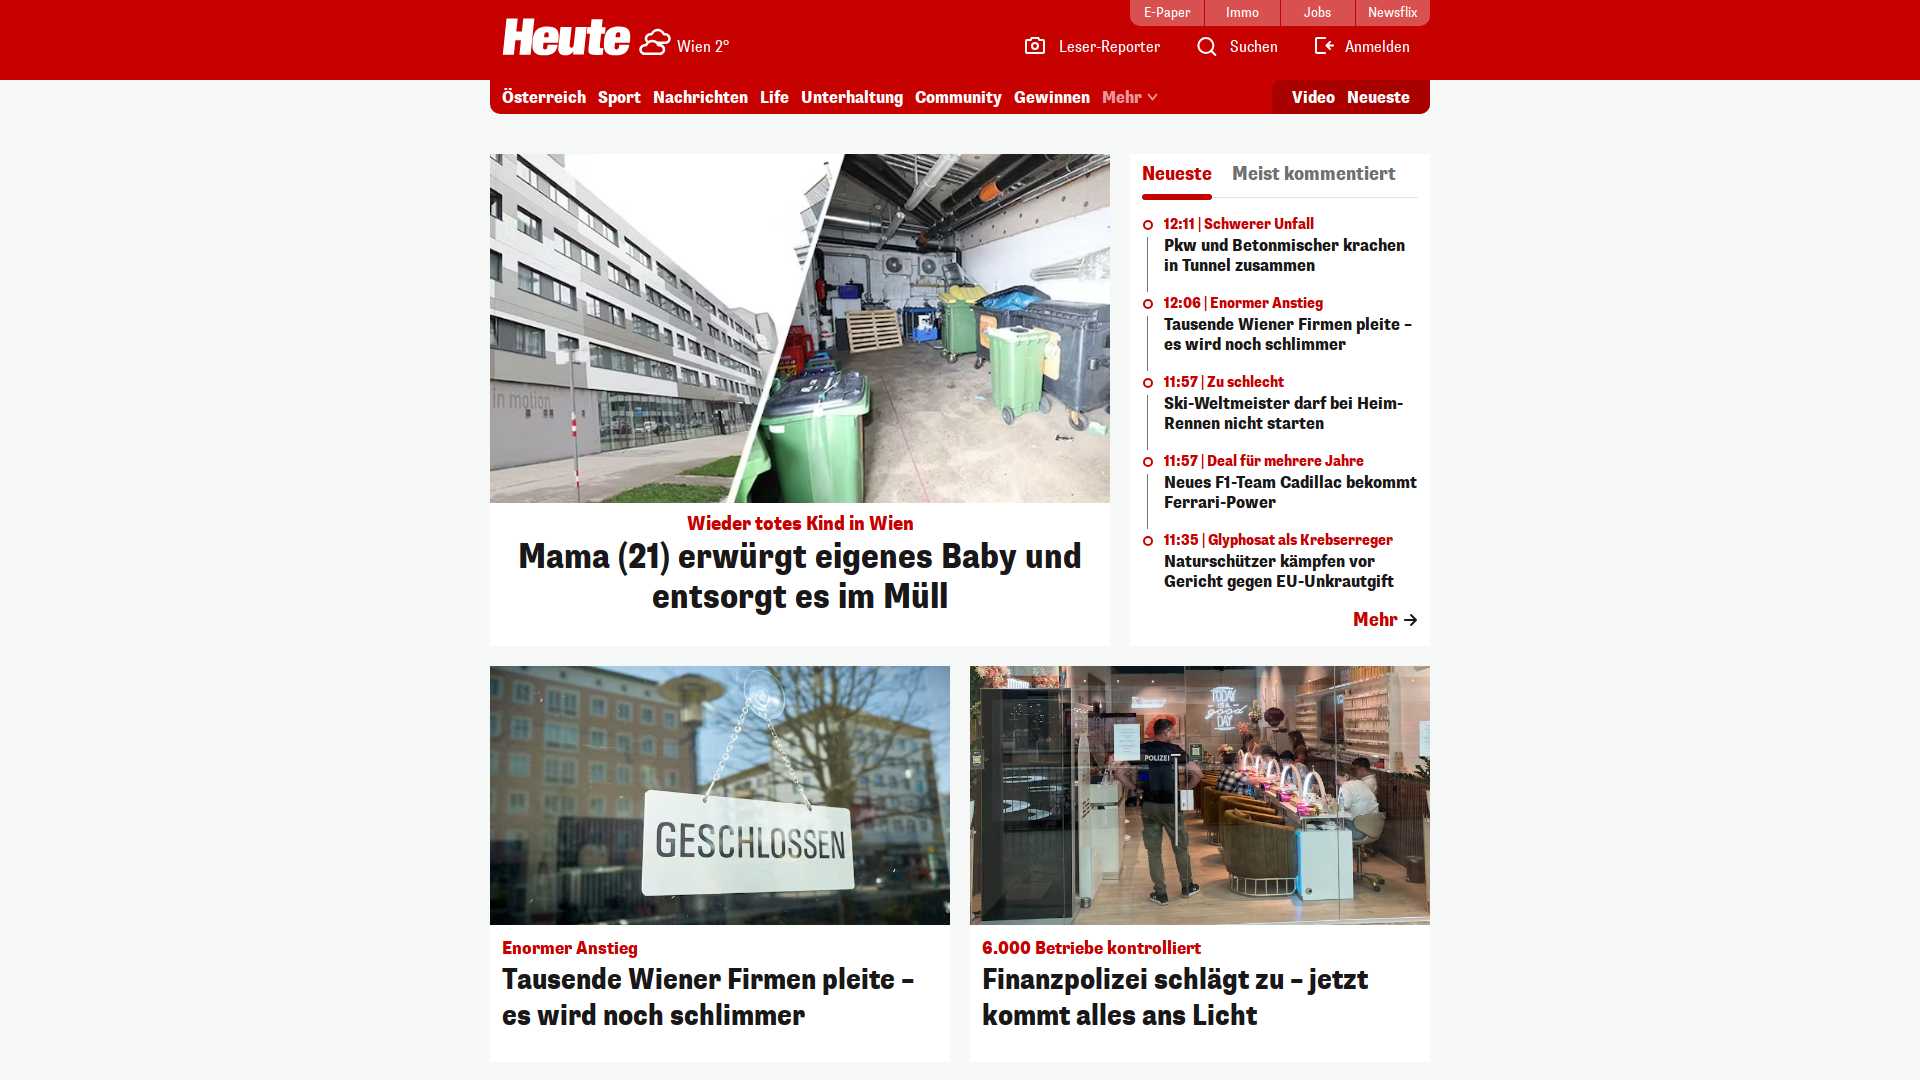 E-Paper
Immo
Jobs
Newsflix
Heute
Wien 2°
Leser-Reporter
Suchen
Anmelden
Österreich
Sport
Nachrichten
Life
Unterhaltung
Community
Gewinnen
Mehr
Video
Neueste
in motion
Wieder totes Kind in Wien
Mama (21) erwürgt eigenes Baby und
entsorgt es im Müll
Neueste
Meist kommentiert
12:11 | Schwerer Unfall
Pkw und Betonmischer krachen
in Tunnel zusammen
12:06 | Enormer Anstieg
Tausende Wiener Firmen pleite –
es wird noch schlimmer
11:57 | Zu schlecht
Ski-Weltmeister darf bei Heim-
Rennen nicht starten
11:57 | Deal für mehrere Jahre
Neues F1-Team Cadillac bekommt
Ferrari-Power
11:35 | Glyphosat als Krebserreger
Naturschützer kämpfen vor
Gericht gegen EU-Unkrautgift
Mehr
GESCHLOSSEN
Enormer Anstieg
Tausende Wiener Firmen pleite –
es wird noch schlimmer
TODAY
IS A
good
DAY
POLIZEI
6.000 Betriebe kontrolliert
Finanzpolizei schlägt zu – jetzt
kommt alles ans Licht